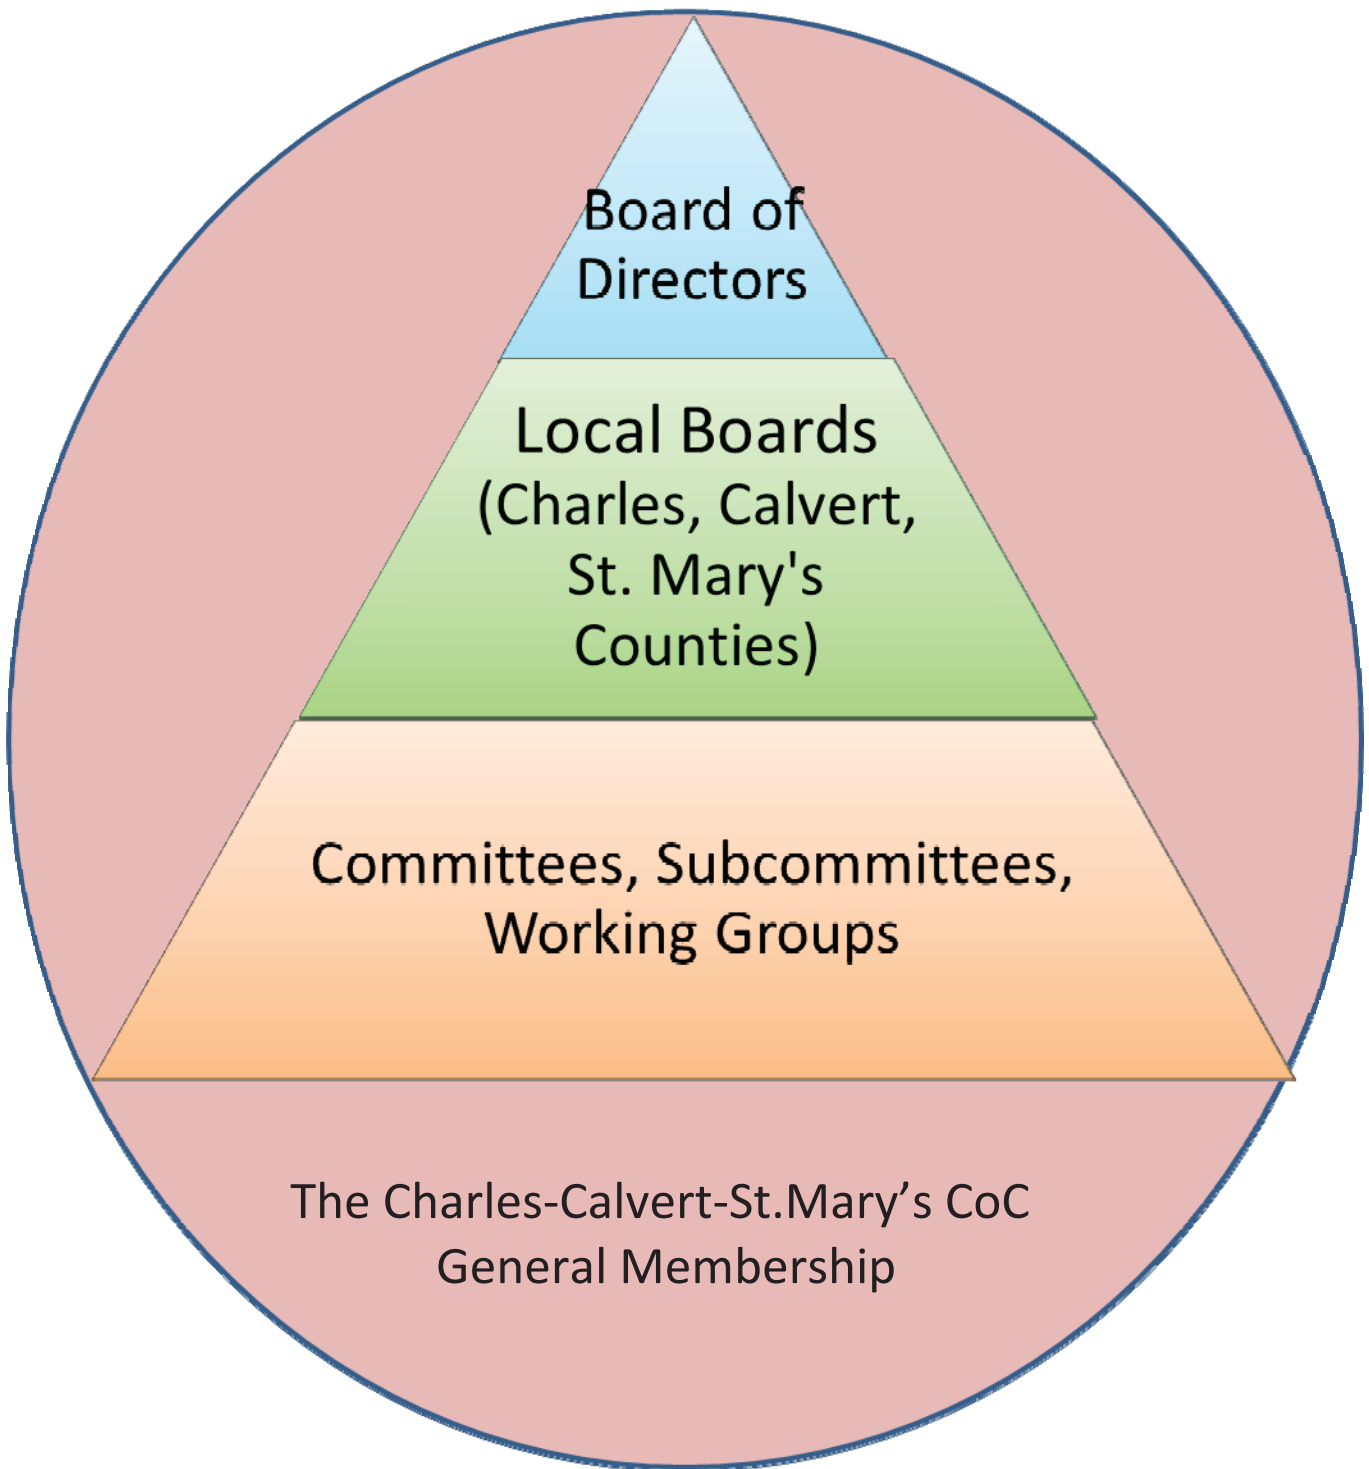 Board of
Directors
Local Boards
(Charles, Calvert,
St. Mary's
Counties)
Committees, Subcommittees,
Working Groups
The Charles-Calvert-St.Mary’s CoC
General Membership